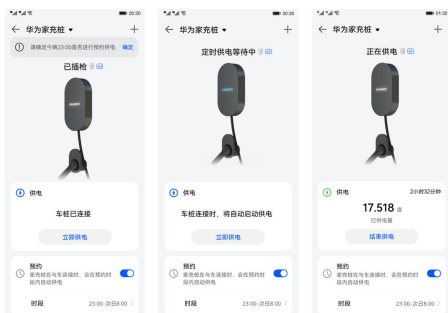 20:30
华为家充桩
请确定今晚23:00是否进行预约供电 确定
已插枪
HUAWEI
供电
车桩已连接
立即供电
预约
家充桩在与车连接时，会在预约时
段内自动供电
时段 23:00-次日8:00
20:30
华为家充桩
定时供电等待中
HUAWEI
供电
车桩连接时，将自动启动供电
立即供电
预约
家充桩在与车连接时，会在预约时
段内自动供电
时段 23:00-次日8:00
01:32
华为家充桩
正在供电
HUAWEI
供电 2小时32分钟
17.518 度
已供电量
结束供电
预约
家充桩在与车连接时，会在预约时
段内自动供电
时段 23:00-次日8:00